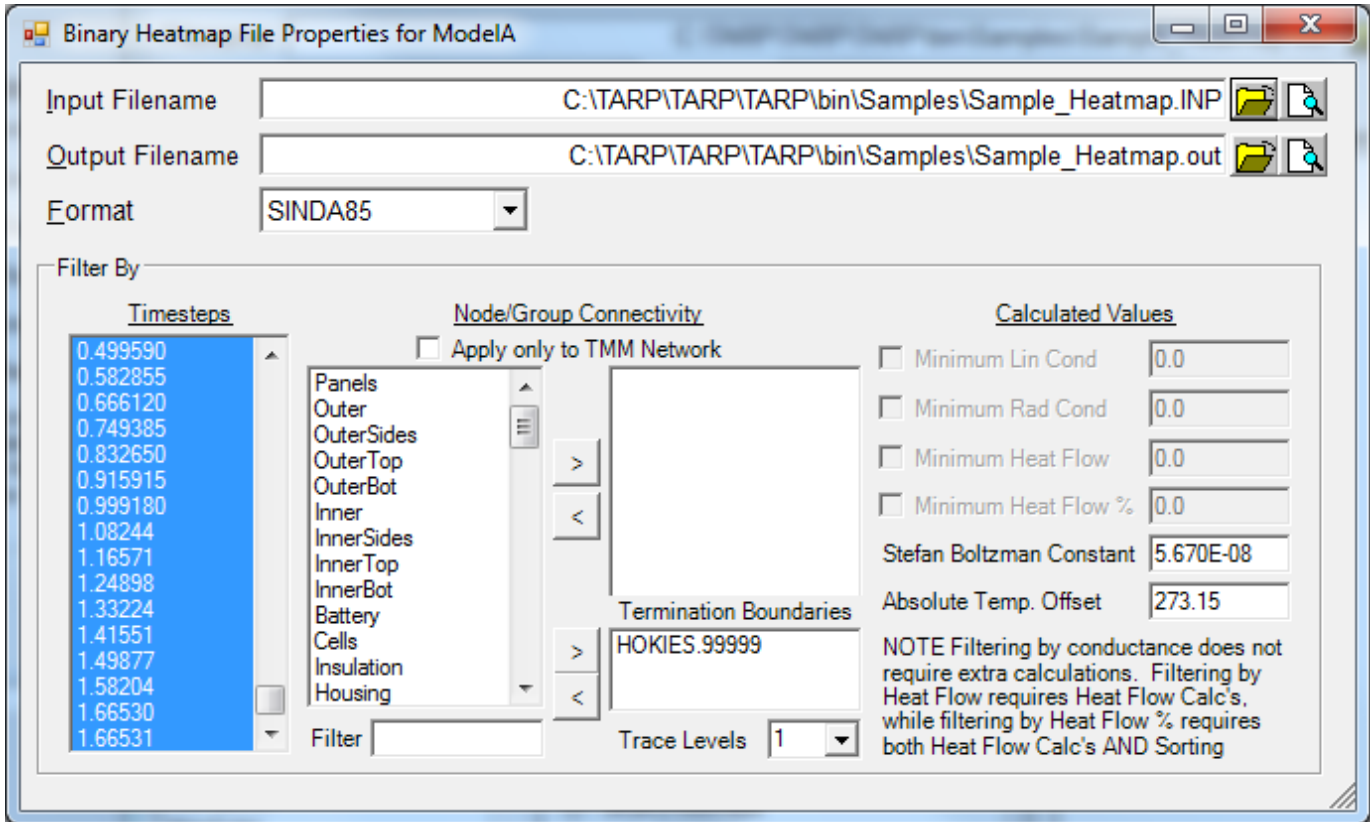 Binary Heatmap File Properties for ModelA
Input Filename
C:\TARP\TARP\TARP\bin\Samples\Sample_Heatmap.INP
Output Filename
C:\TARP\TARP\TARP\bin\Samples\Sample_Heatmap.out
Format
SINDA85
Filter By
Timesteps
0.499590
0.582855
0.666120
0.749385
0.832650
0.915915
0.999180
1.08244
1.16571
1.24898
1.33224
1.41551
1.49877
1.58204
1.66530
1.66531
Node/Group Connectivity
Apply only to TMM Network
Panels
Outer
OuterSides
OuterTop
OuterBot
Inner
InnerSides
InnerTop
InnerBot
Battery
Cells
Insulation
Housing
Filter
>
<
Termination Boundaries
>
<
HOKIES.99999
Trace Levels 1
Calculated Values
Minimum Lin Cond 0.0
Minimum Rad Cond 0.0
Minimum Heat Flow 0.0
Minimum Heat Flow % 0.0
Stefan Boltzman Constant 5.670E-08
Absolute Temp. Offset 273.15
NOTE Filtering by conductance does not
require extra calculations. Filtering by
Heat Flow requires Heat Flow Calc's,
while filtering by Heat Flow % requires
both Heat Flow Calc's AND Sorting